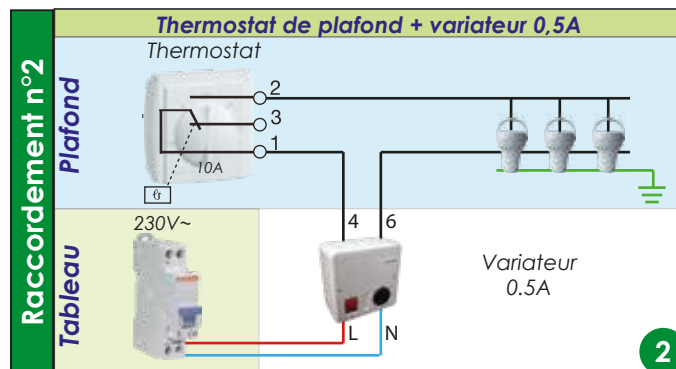 Raccordement n°2
Thermostat de plafond + variateur 0,5A
Plafond
Thermostat
2
3
1
10A
230V~
4 6
Tableau
Variateur
0.5A
L N
2